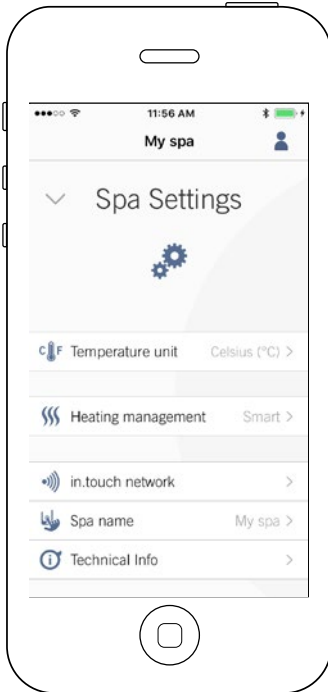 11:56 AM
My spa
Spa Settings
C F Temperature unit Celsius (°C) >
Heating management Smart >
in.touch network >
Spa name My spa >
Technical Info >